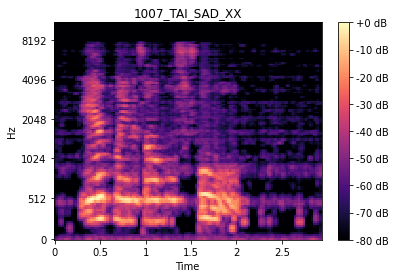 1007_TAI_SAD_XX
8192
4096
2048
1024
512
0
Hz
0
0.5
1
1.5
2
2.5
Time
+0 dB
-10 dB
-20 dB
-30 dB
-40 dB
-50 dB
-60 dB
-70 dB
-80 dB